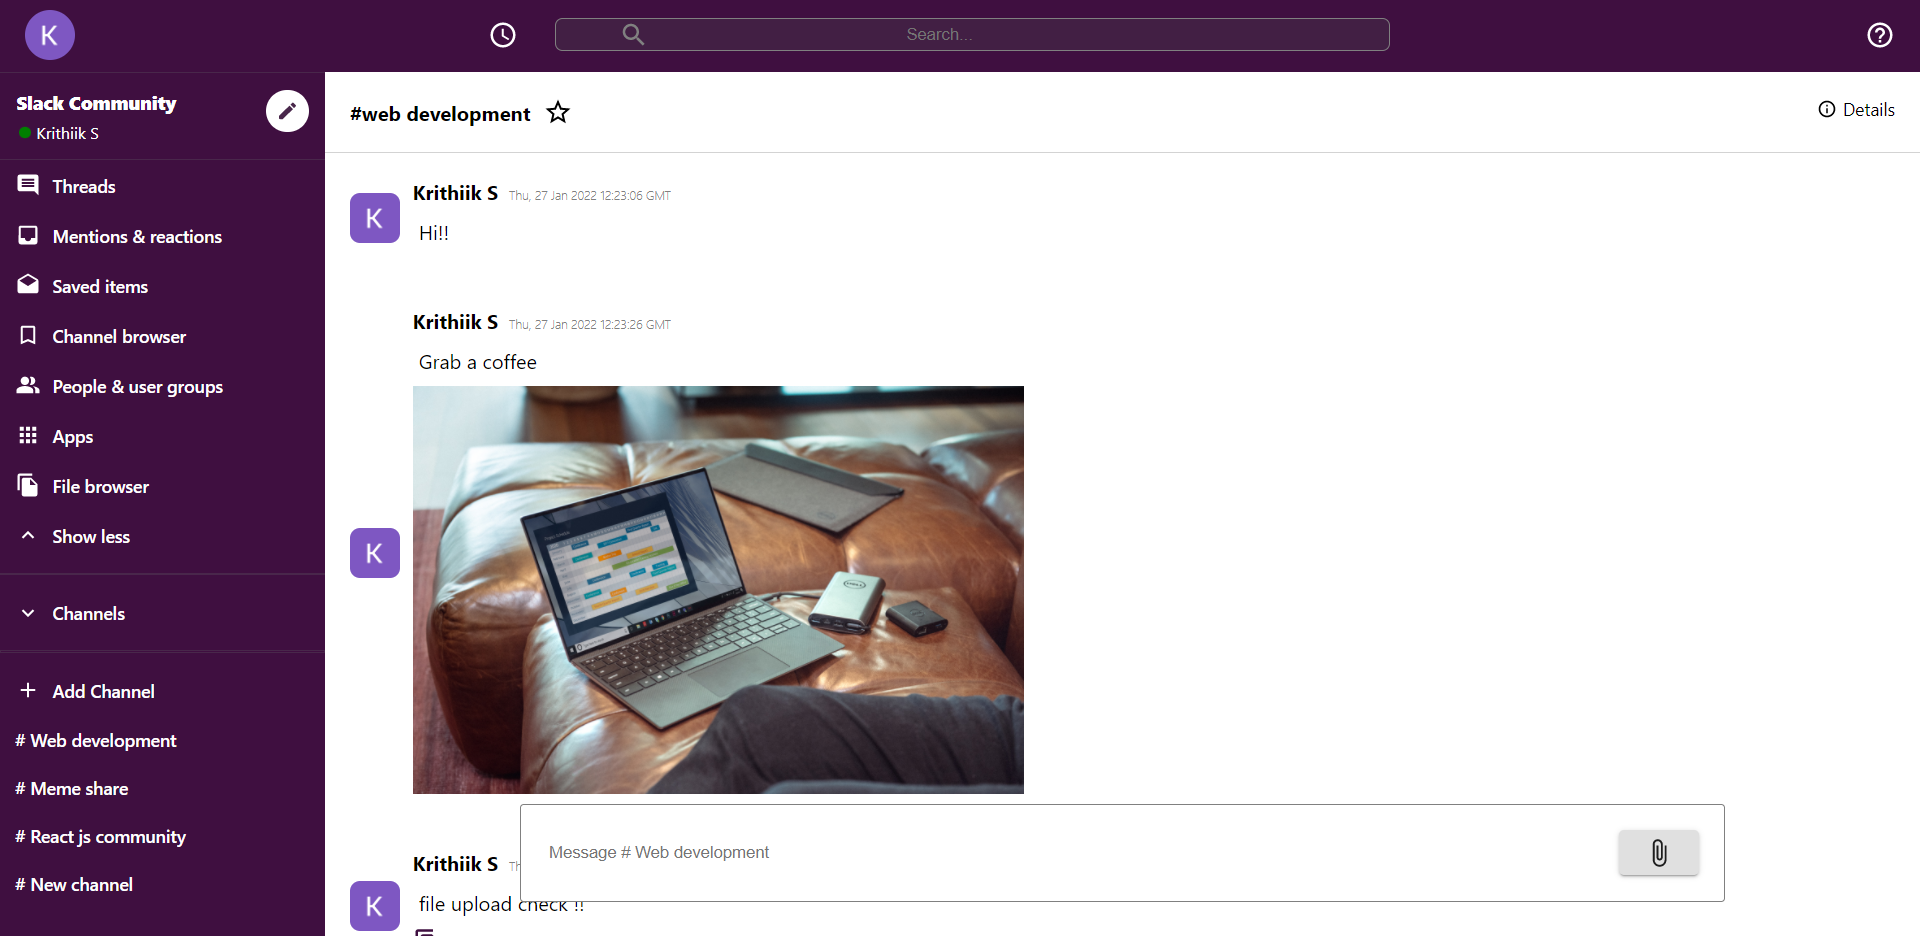 K
Search...
Slack Community
Krithiik S
Threads
Mentions & reactions
Saved items
Channel browser
People & user groups
Apps
File browser
Show less
Channels
Add Channel
# Web development
# Meme share
# React js community
# New channel
#web development
Details
K
Krithiik S Thu, 27 Jan 2022 12:23:06 GMT
Hi!!
K
Krithiik S Thu, 27 Jan 2022 12:23:26 GMT
Grab a coffee
K
Krithiik S Th
file upload check !!
Message # Web development